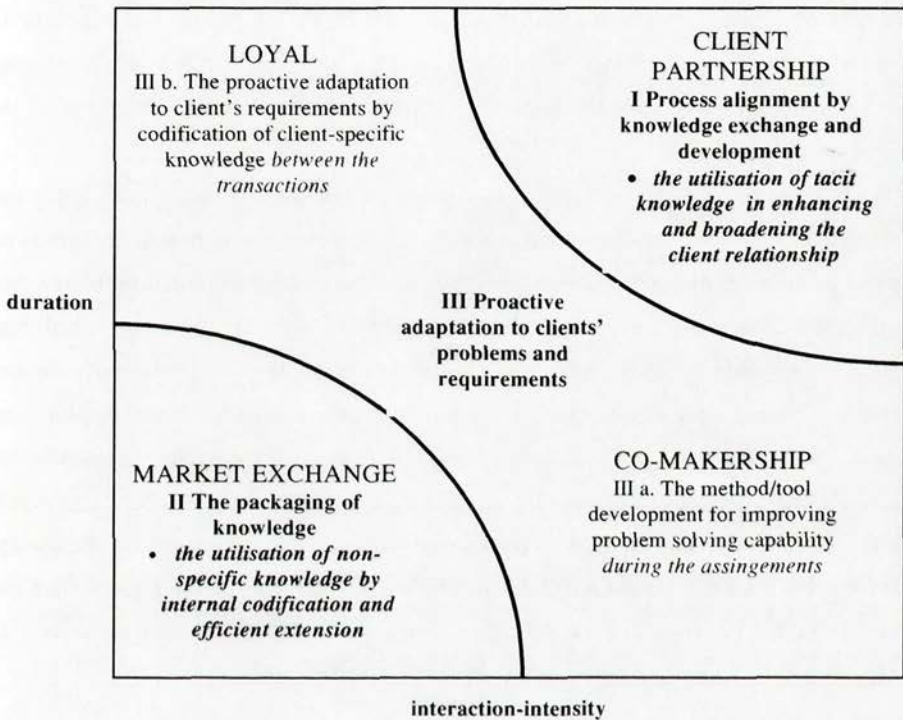 LOYAL
III b. The proactive adaptation
to client's requirements by
codification of client-specific
knowledge between the
transactions
CLIENT
PARTNERSHIP
I Process alignment by
knowledge exchange and
development
• the utilisation of tacit
knowledge in enhancing
and broadening the
client relationship
duration
III Proactive
adaptation to clients'
problems and
requirements
MARKET EXCHANGE
II The packaging of
knowledge
• the utilisation of non-
specific knowledge by
internal codification and
efficient extension
CO-MAKERSHIP
III a. The method/tool
development for improving
problem solving capability
during the assingements
interaction-intensity